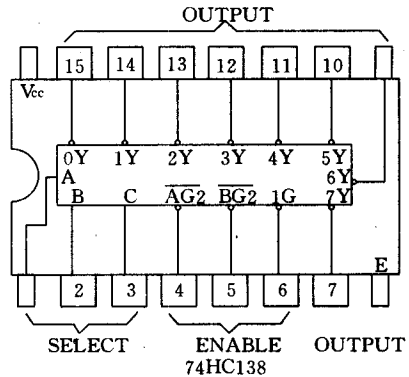 OUTPUT
15 14 13 12 11 10
Vcc
0Y 1Y 2Y 3Y 4Y 5Y
A 6Y
B C AG2 BG2 1G 7Y
E
2 3 4 5 6 7
SELECT ENABLE OUTPUT
74HC138